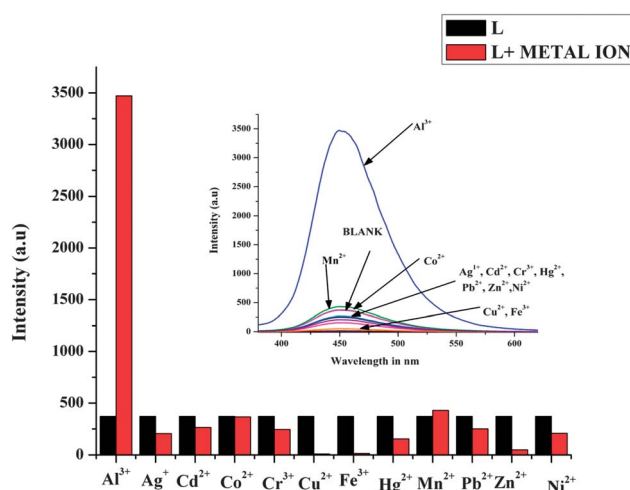 L
L+ METAL ION
Intensity (a.u)
3500
3000
2500
2000
1500
1000
500
0
Intensity (a.u)
3500
3000
2500
2000
1500
1000
500
0
Al³⁺
BLANK
Mn²⁺
Co²⁺
Ag¹⁺, Cd²⁺, Cr³⁺, Hg²⁺,
Pb²⁺, Zn²⁺,Ni²⁺
Cu²⁺, Fe³⁺
400 450 500 550 600
Wavelength in nm
Al³⁺ Ag⁺ Cd²⁺ Co²⁺ Cr³⁺ Cu²⁺ Fe³⁺ Hg²⁺ Mn²⁺ Pb²⁺ Zn²⁺ Ni²⁺